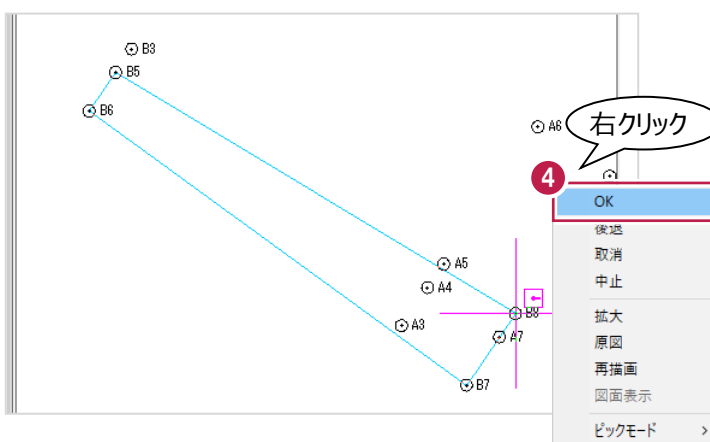 B3
B5
B6
A6
右クリック
4
OK
後退
取消
中止
A5
A4
B8
拡大
A3
A7
原図
再描画
B7
図面表示
ピックモード >